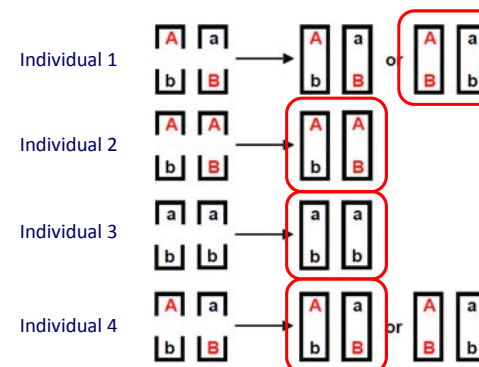 A a A a A a
Individual 1 or
b B b B B b
A A A A
Individual 2
b B b B
a a a a
Individual 3
b b b b
A a A a A a
Individual 4 or
b B b B B b